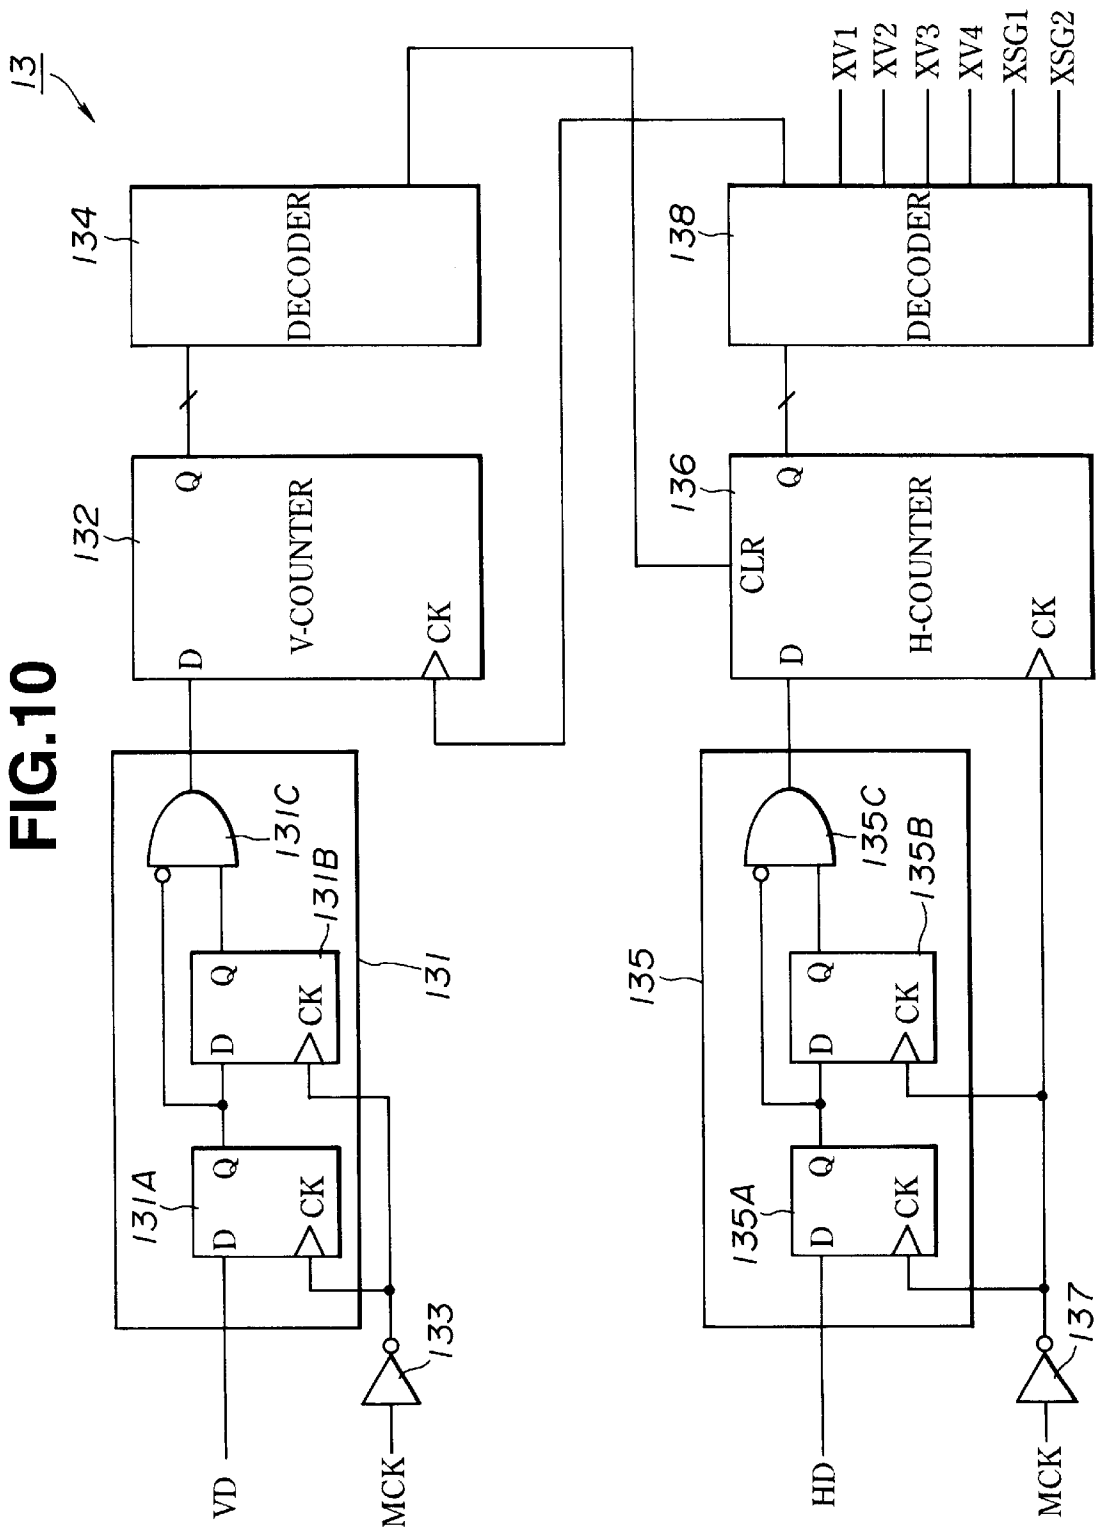 FIG.10
13
VD
MCK
133
131
131A
D
Q
CK
131B
D
Q
CK
131C
132
D
Q
V-COUNTER
CK
134
DECODER
HD
MCK
137
135
135A
D
Q
CK
135B
D
Q
CK
135C
136
D
CLR
Q
H-COUNTER
CK
138
DECODER
XV1
XV2
XV3
XV4
XSG1
XSG2